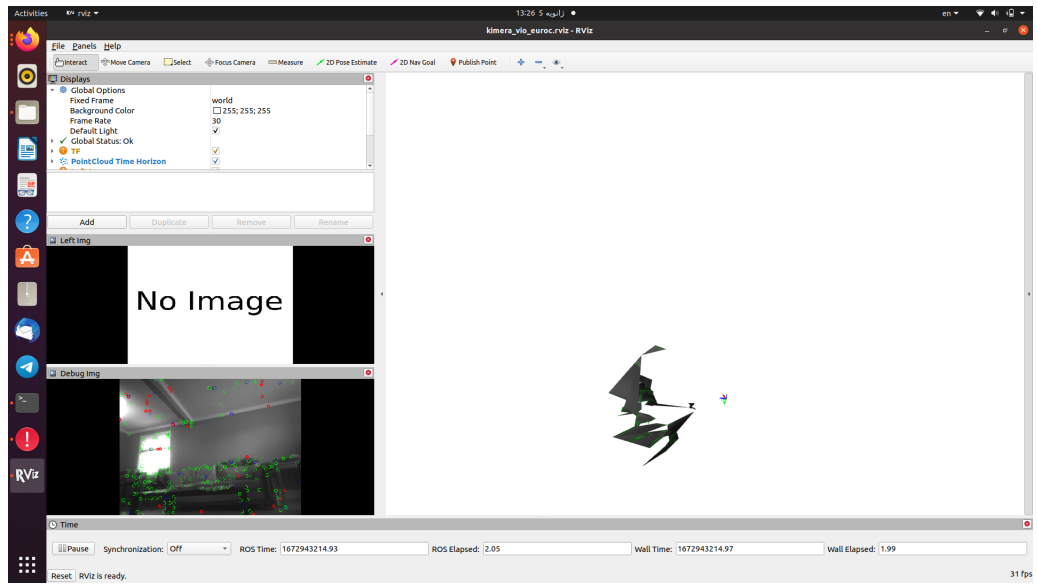 Activities RViz rviz 13:26 5 ژانویه en
kimera_vio_euroc.rviz - RViz
File Panels Help
Interact Move Camera Select Focus Camera Measure 2D Pose Estimate 2D Nav Goal Publish Point
Displays
Global Options
Fixed Frame world
Background Color 255; 255; 255
Frame Rate 30
Default Light
Global Status: Ok
TF
PointCloud Time Horizon
Add Duplicate Remove Rename
Left Img
No Image
Debug Img
RViz
Time
Pause Synchronization: Off ROS Time: 1672943214.93 ROS Elapsed: 2.05 Wall Time: 1672943214.97 Wall Elapsed: 1.99
Reset RViz is ready. 31 fps